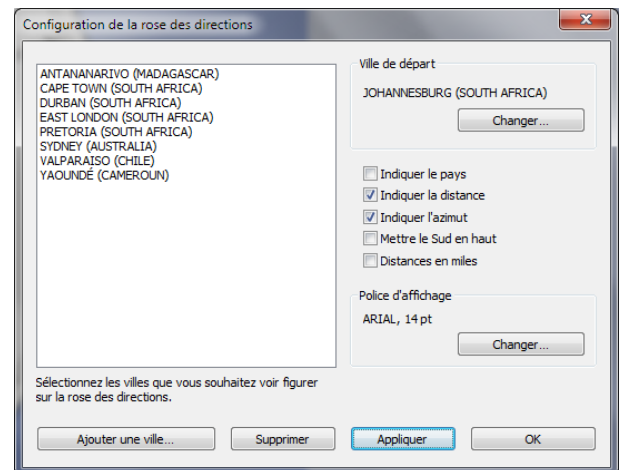 Configuration de la rose des directions
ANTANANARIVO (MADAGASCAR)
CAPE TOWN (SOUTH AFRICA)
DURBAN (SOUTH AFRICA)
EAST LONDON (SOUTH AFRICA)
PRETORIA (SOUTH AFRICA)
SYDNEY (AUSTRALIA)
VALPARAISO (CHILE)
YAOUNDÉ (CAMEROUN)
Sélectionnez les villes que vous souhaitez voir figurer
sur la rose des directions.
Ville de départ
JOHANNESBURG (SOUTH AFRICA)
Changer...
Indiquer le pays
Indiquer la distance
Indiquer l'azimut
Mettre le Sud en haut
Distances en miles
Police d'affichage
ARIAL, 14 pt
Changer...
Ajouter une ville...
Supprimer
Appliquer
OK